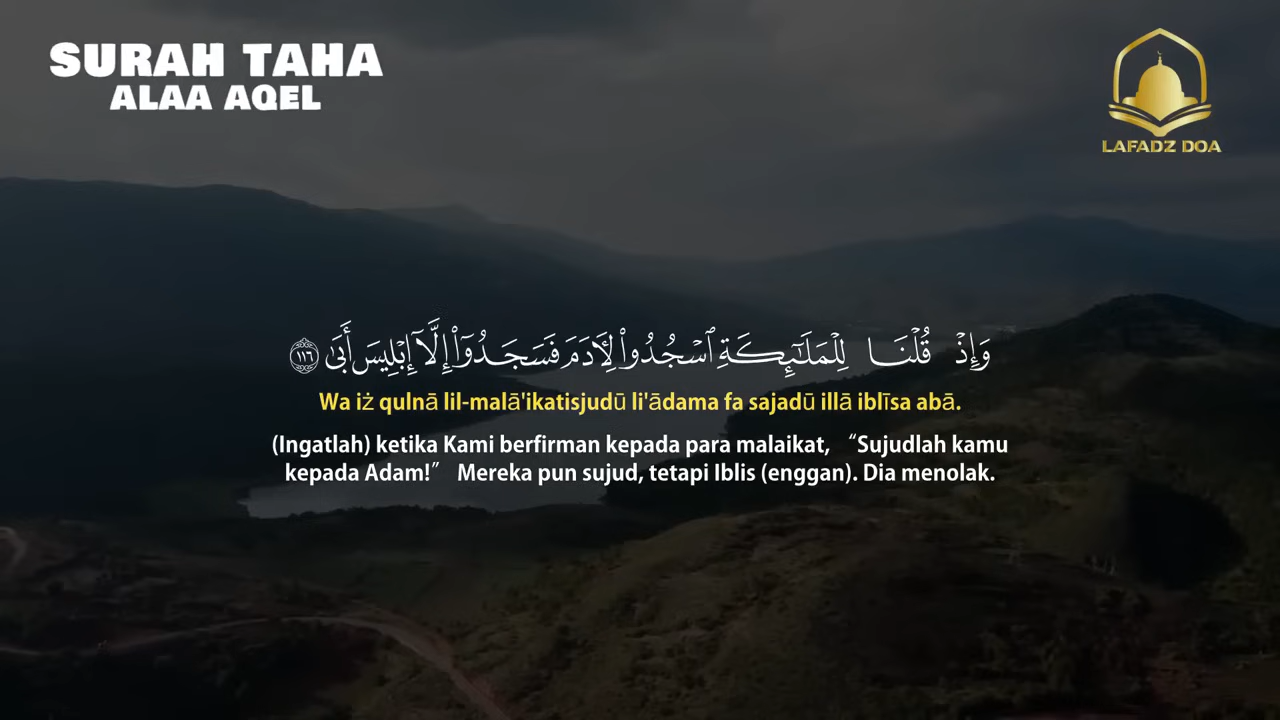 SURAH TAHA
ALAA AQEL
LAFADZ DOA
وَإِذْ قُلْنَا لِلْمَلَـٰٓئِكَةِ ٱسْجُدُوا۟ لِـَٔادَمَ فَسَجَدُوٓا۟ إِلَّآ إِبْلِيسَ أَبَىٰ ١١٦
Wa iż qulnā lil-malā'ikatisjudū li'ādama fa sajadū illā iblīsa abā.
(Ingatlah) ketika Kami berfirman kepada para malaikat, “Sujudlah kamu
kepada Adam!” Mereka pun sujud, tetapi Iblis (enggan). Dia menolak.